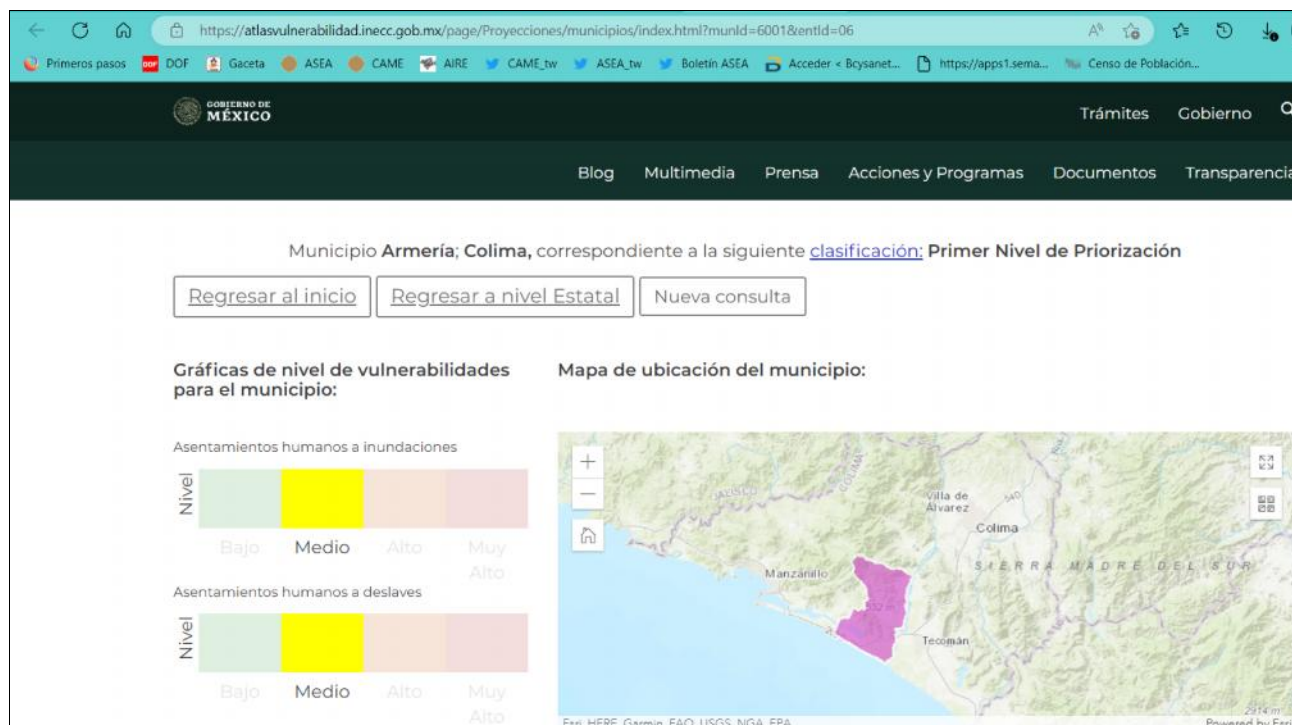 https://atlasvulnerabilidad.inecc.gob.mx/page/Proyecciones/municipios/index.html?munId=6001&entId=06
Primeros pasos DOF Gaceta ASEA CAME AIRE CAME_tw ASEA_tw Boletín ASEA Acceder < Bcysanet... https://apps1.sema... Censo de Población...
GOBIERNO DE
MÉXICO
Trámites Gobierno
Blog Multimedia Prensa Acciones y Programas Documentos Transparencia
Municipio Armería; Colima, correspondiente a la siguiente clasificación: Primer Nivel de Priorización
Regresar al inicio Regresar a nivel Estatal Nueva consulta
Gráficas de nivel de vulnerabilidades
para el municipio:
Mapa de ubicación del municipio:
Asentamientos humanos a inundaciones
Nivel
Bajo Medio Alto Muy
Alto
Asentamientos humanos a deslaves
Nivel
Bajo Medio Alto Muy
Alto
+
−
JALISCO
COLIMA
Villa de
Álvarez
Colima
Manzanillo
SIERRA MADRE DEL SUR
Tecomán
2914 m
Esri, HERE, Garmin, FAO, USGS, NGA, EPA
Powered by Esri